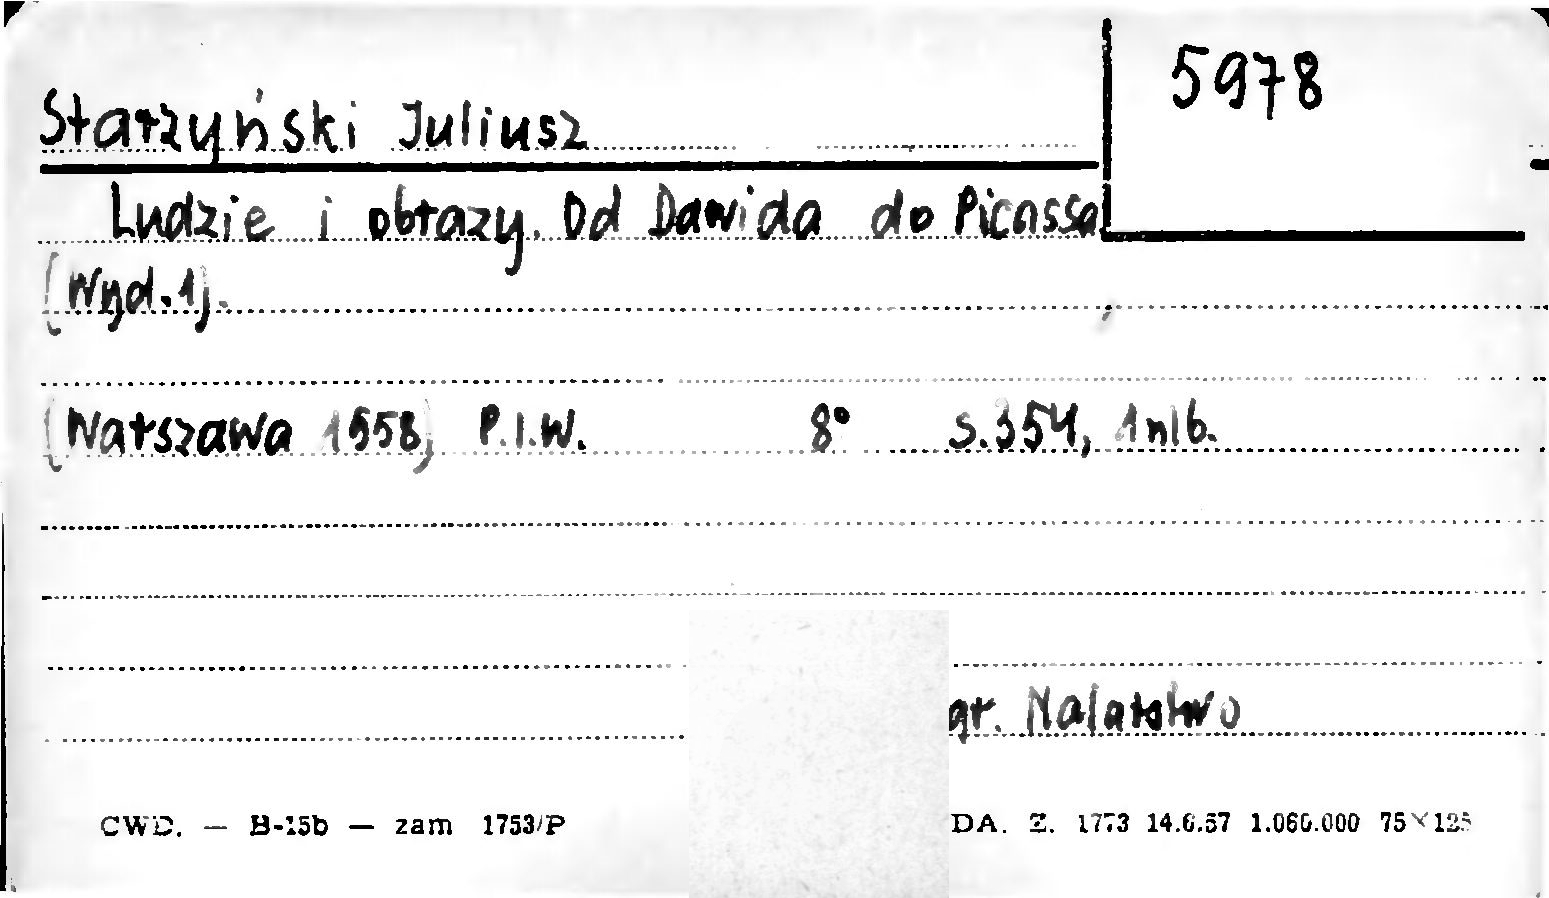 5978
Starzyński Juliusz
Ludzie i obrazy. Od Dawida do Picassa
[Wyd.1].
[Warszawa 1958] P.I.W. 8° s.354, 1 nlb.
gr. Malarstwo
CWD. — B-15b — zam 1753/P DA. Z. 1773 14.6.57 1.060.000 75×125